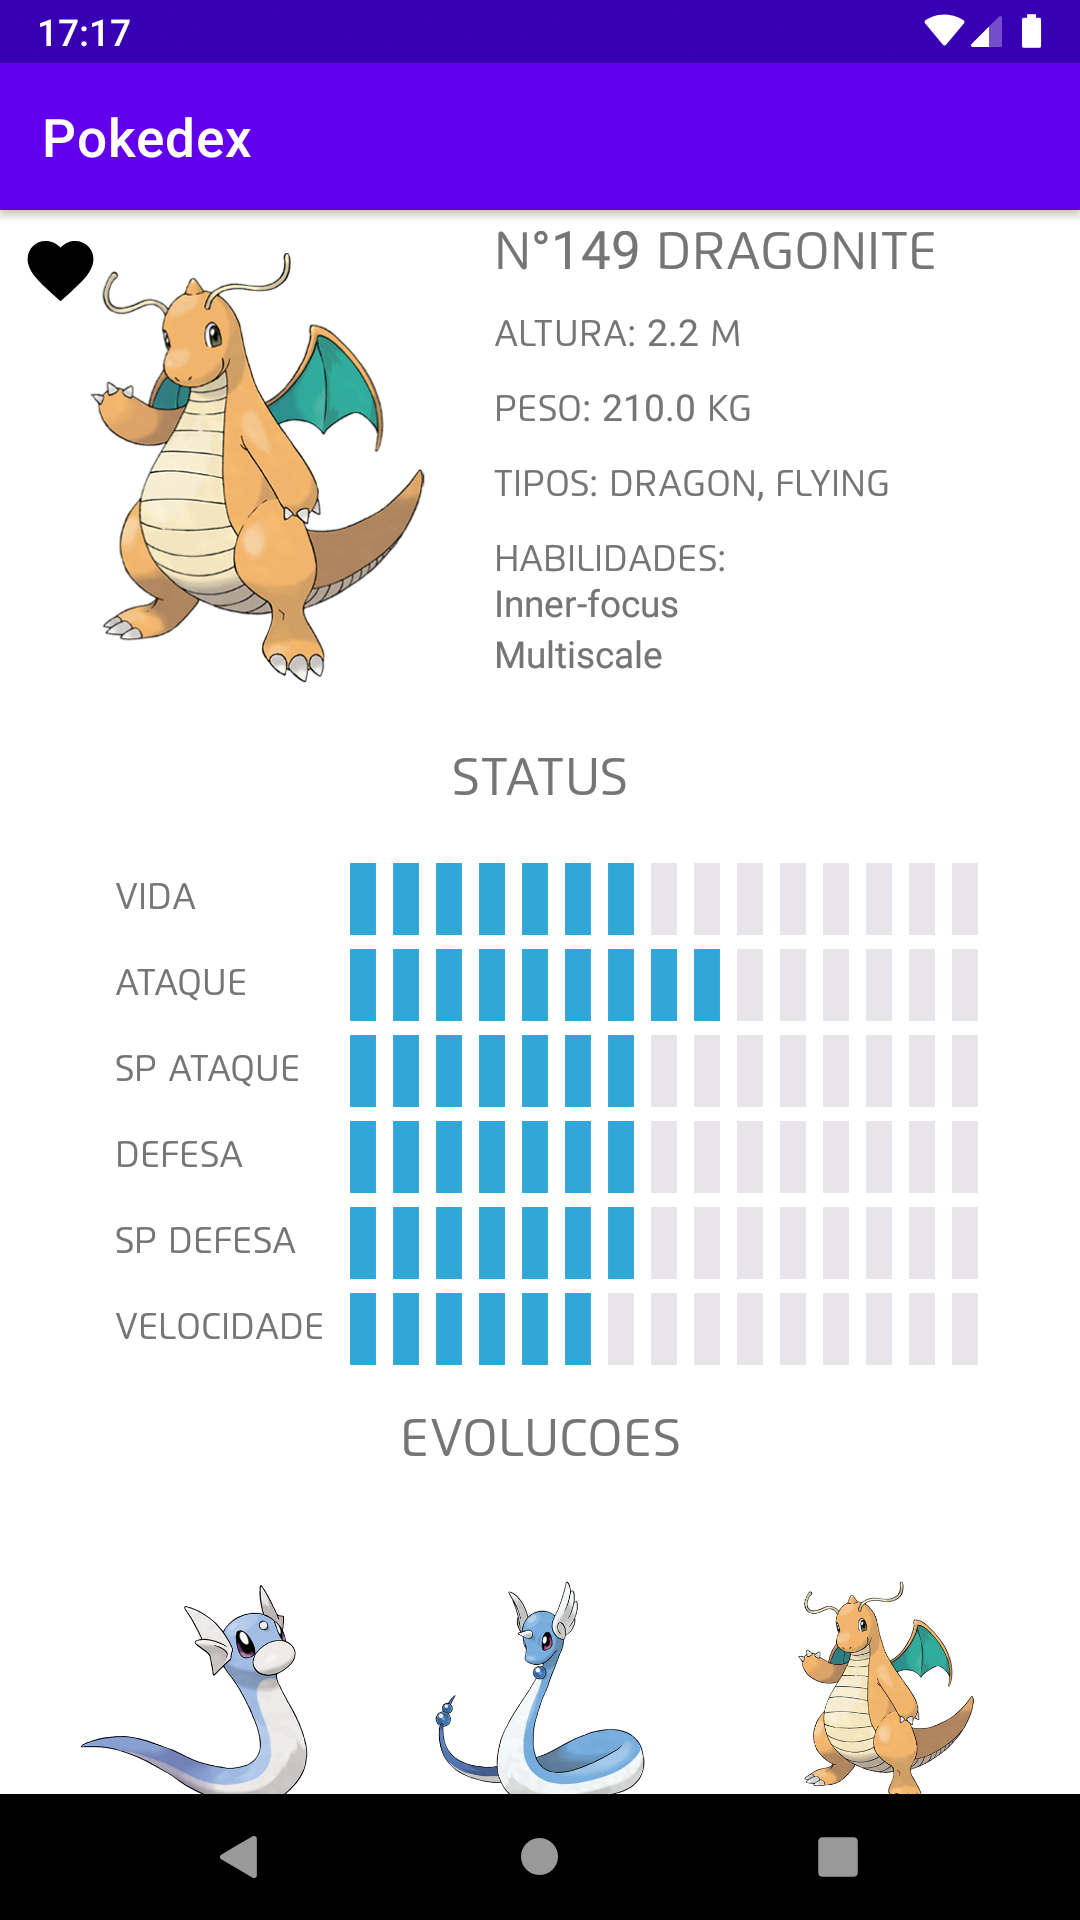 17:17
Pokedex
N°149 DRAGONITE
ALTURA: 2.2 M
PESO: 210.0 KG
TIPOS: DRAGON, FLYING
HABILIDADES:
Inner-focus
Multiscale
STATUS
VIDA
ATAQUE
SP ATAQUE
DEFESA
SP DEFESA
VELOCIDADE
EVOLUCOES